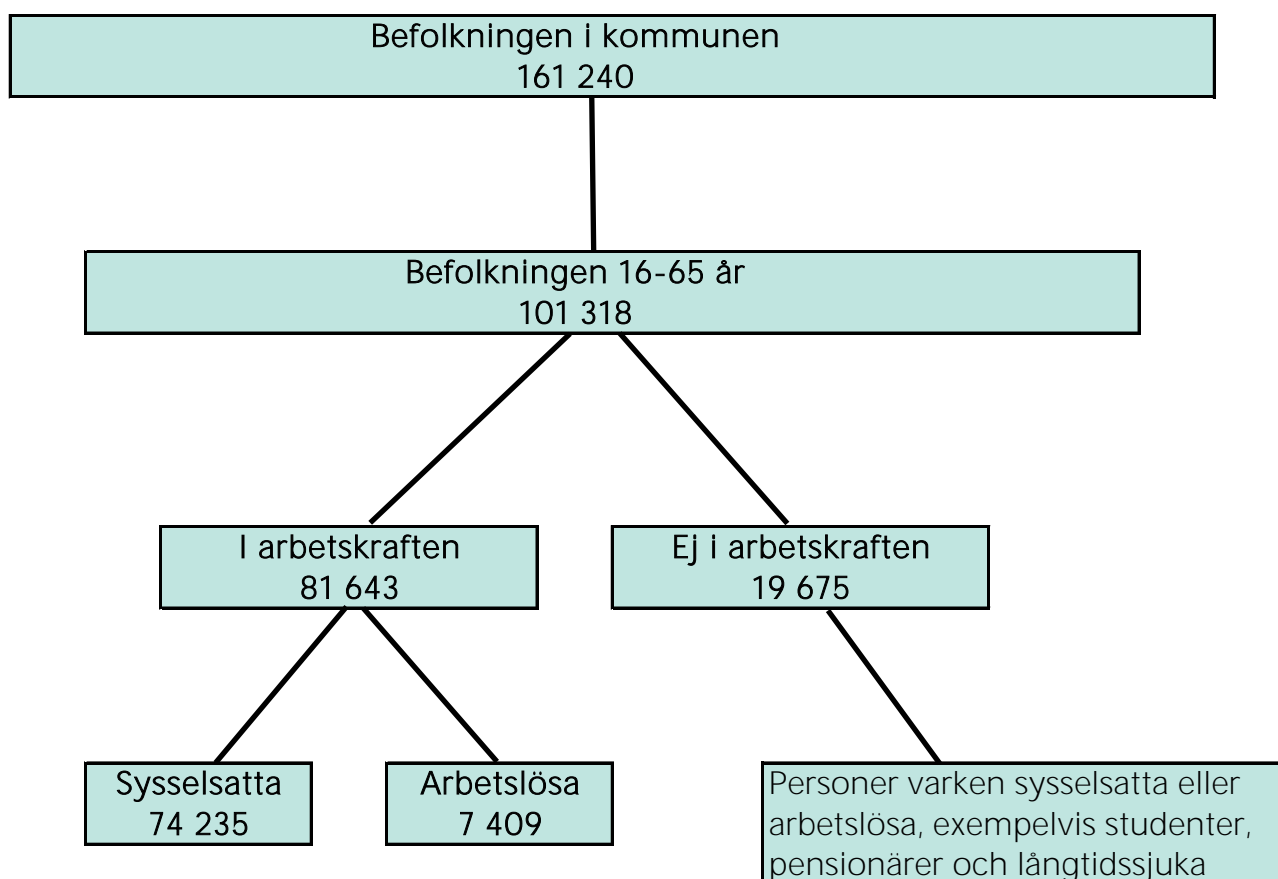 Befolkningen i kommunen
161 240
Befolkningen 16-65 år
101 318
I arbetskraften
81 643
Ej i arbetskraften
19 675
Sysselsatta
74 235
Arbetslösa
7 409
Personer varken sysselsatta eller
arbetslösa, exempelvis studenter,
pensionärer och långtidssjuka